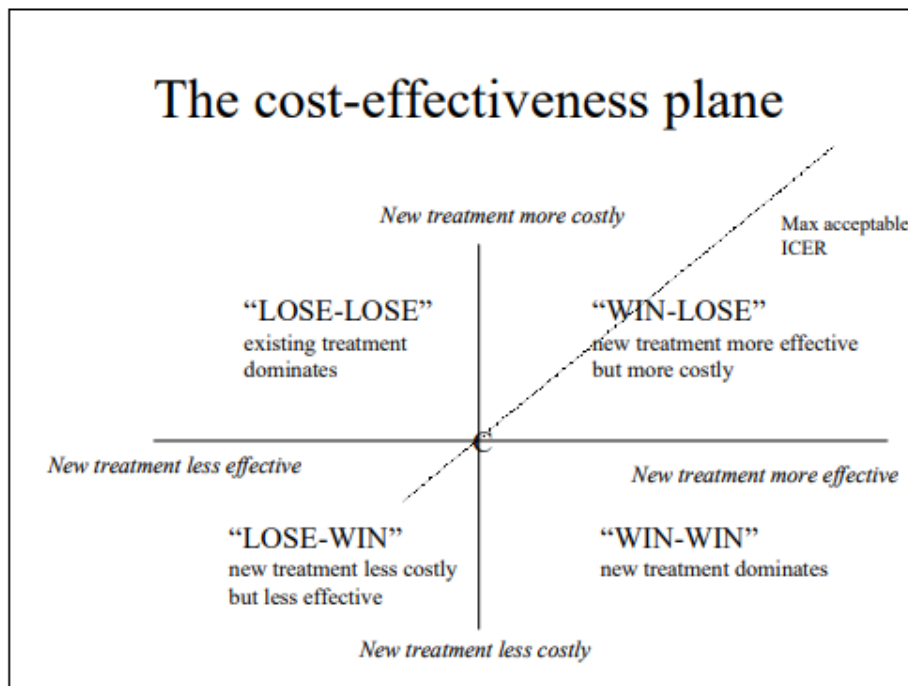 The cost-effectiveness plane
New treatment more costly
Max acceptable
ICER
“LOSE-LOSE”
existing treatment
dominates
“WIN-LOSE”
new treatment more effective
but more costly
C
New treatment less effective
New treatment more effective
“LOSE-WIN”
new treatment less costly
but less effective
“WIN-WIN”
new treatment dominates
New treatment less costly